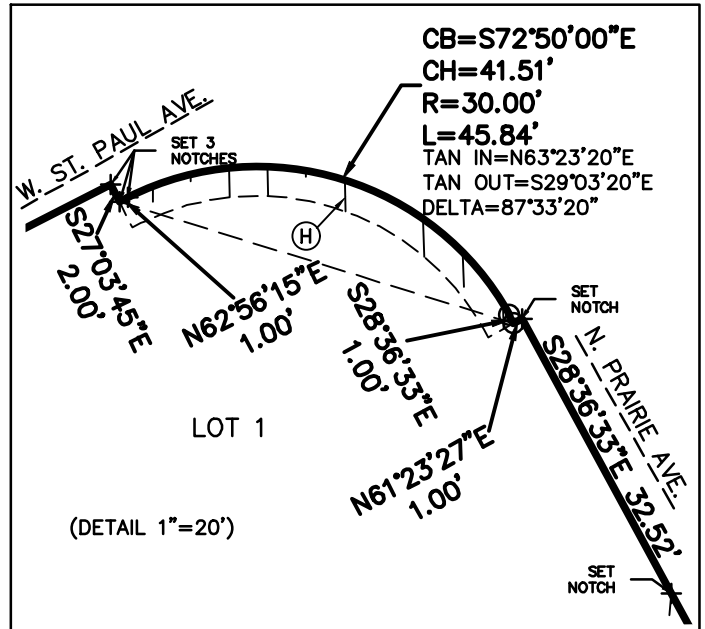 CB=S72°50'00"E
CH=41.51'
R=30.00'
L=45.84'
TAN IN=N63°23'20"E
TAN OUT=S29°03'20"E
DELTA=87°33'20"
W. ST. PAUL AVE.
SET 3
NOTCHES
S27°03'45"E
2.00'
N62°56'15"E
1.00'
H
S28°36'33"E
1.00'
SET
NOTCH
N. PRAIRIE AVE.
S28°36'33"E 32.52'
LOT 1
N61°23'27"E
1.00'
(DETAIL 1"=20')
SET
NOTCH